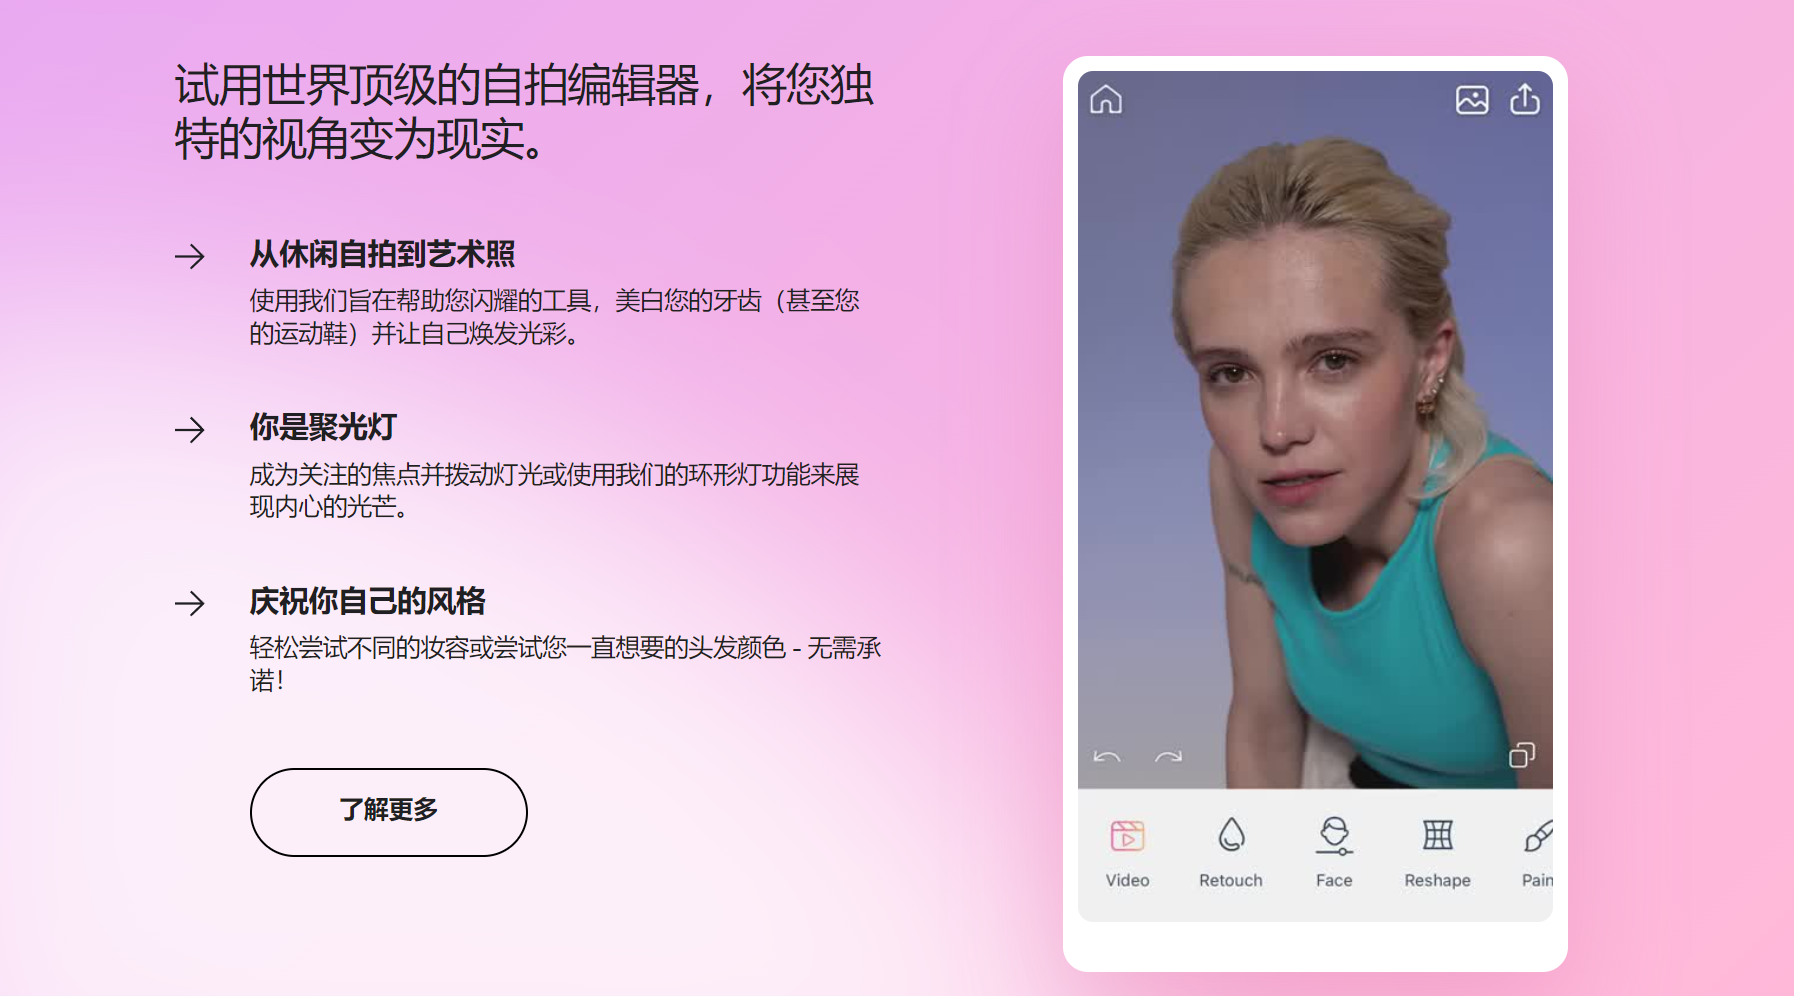 试用世界顶级的自拍编辑器，将您独
特的视角变为现实。
从休闲自拍到艺术照
使用我们旨在帮助您闪耀的工具，美白您的牙齿（甚至您
的运动鞋）并让自己焕发光彩。
你是聚光灯
成为关注的焦点并拨动灯光或使用我们的环形灯功能来展
现内心的光芒。
庆祝你自己的风格
轻松尝试不同的妆容或尝试您一直想要的头发颜色 - 无需承
诺！
了解更多
Video Retouch Face Reshape Pain